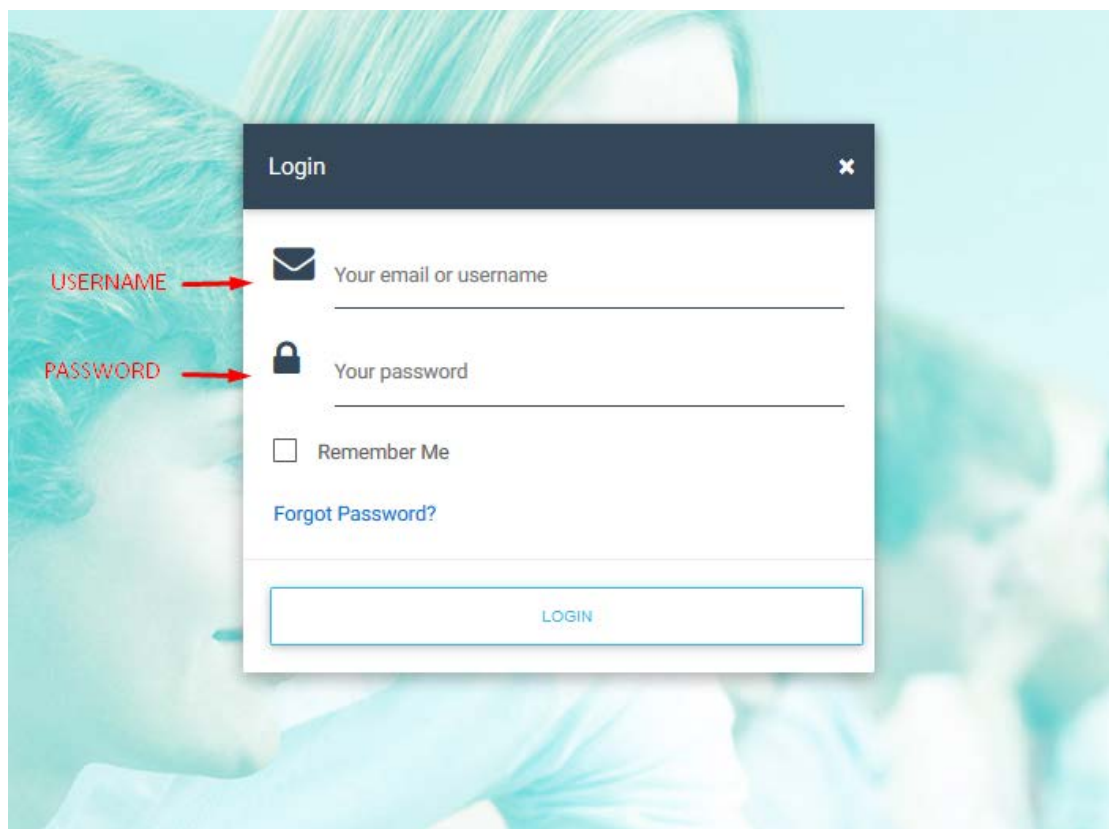 Login
USERNAME
Your email or username
PASSWORD
Your password
Remember Me
Forgot Password?
LOGIN